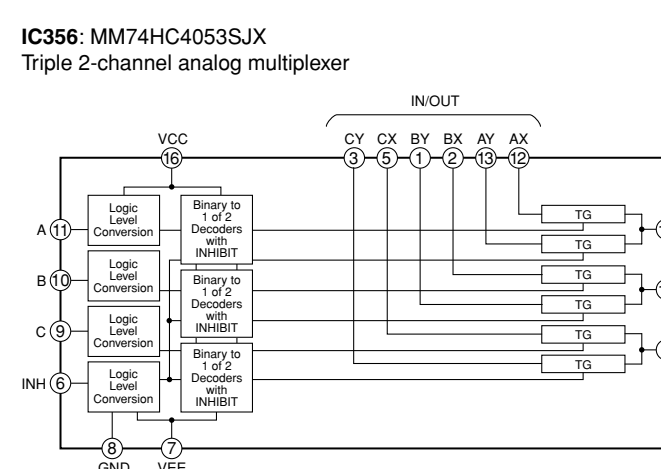 IC356: MM74HC4053SJX
Triple 2-channel analog multiplexer
IN/OUT
VCC CY CX BY BX AY AX
16 3 5 1 2 13 12
Logic
Level
Conversion
Binary to
1 of 2
Decoders
with
INHIBIT
TG
A 11
TG
Logic
Level
Conversion
Binary to
1 of 2
Decoders
with
INHIBIT
TG
B 10
TG
Logic
Level
Conversion
TG
C 9
Binary to
1 of 2
Decoders
with
INHIBIT
TG
Logic
Level
Conversion
INH 6
8 7
GND VEE